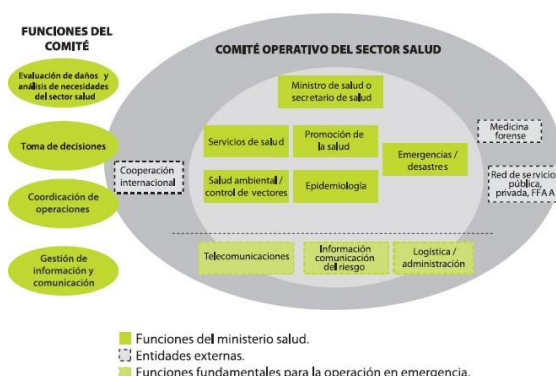 FUNCIONES DEL
COMITÉ
Evaluación de daños y
análisis de necesidades
del sector salud
Toma de decisiones
Coordicación de
operaciones
Gestión de
información y
comunicación
COMITÉ OPERATIVO DEL SECTOR SALUD
Ministro de salud o
secretario de salud
Servicios de salud
Promoción de
la salud
Emergencias /
desastres
Salud ambiental /
control de vectores
Epidemiología
Cooperación
internacional
Medicina
forense
Red de servicios
pública,
privada, FFAA
Telecomunicaciones
Información
comunicación
del riesgo
Logística /
administración
Funciones del ministerio salud.
Entidades externas.
Funciones fundamentales para la operación en emergencia.